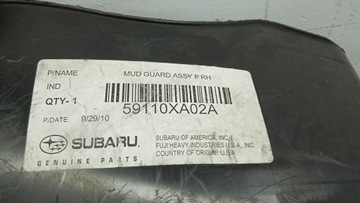 P/NAME MUD GUARD ASSY F RH
IND
QTY- 1 59110XA02A
P/DATE 9/29/10
SUBARU
GENUINE PARTS
SUBARU OF AMERICA, INC. /
FUJI HEAVY INDUSTRIES U.S.A., INC.
COUNTRY OF ORIGIN: U.S.A